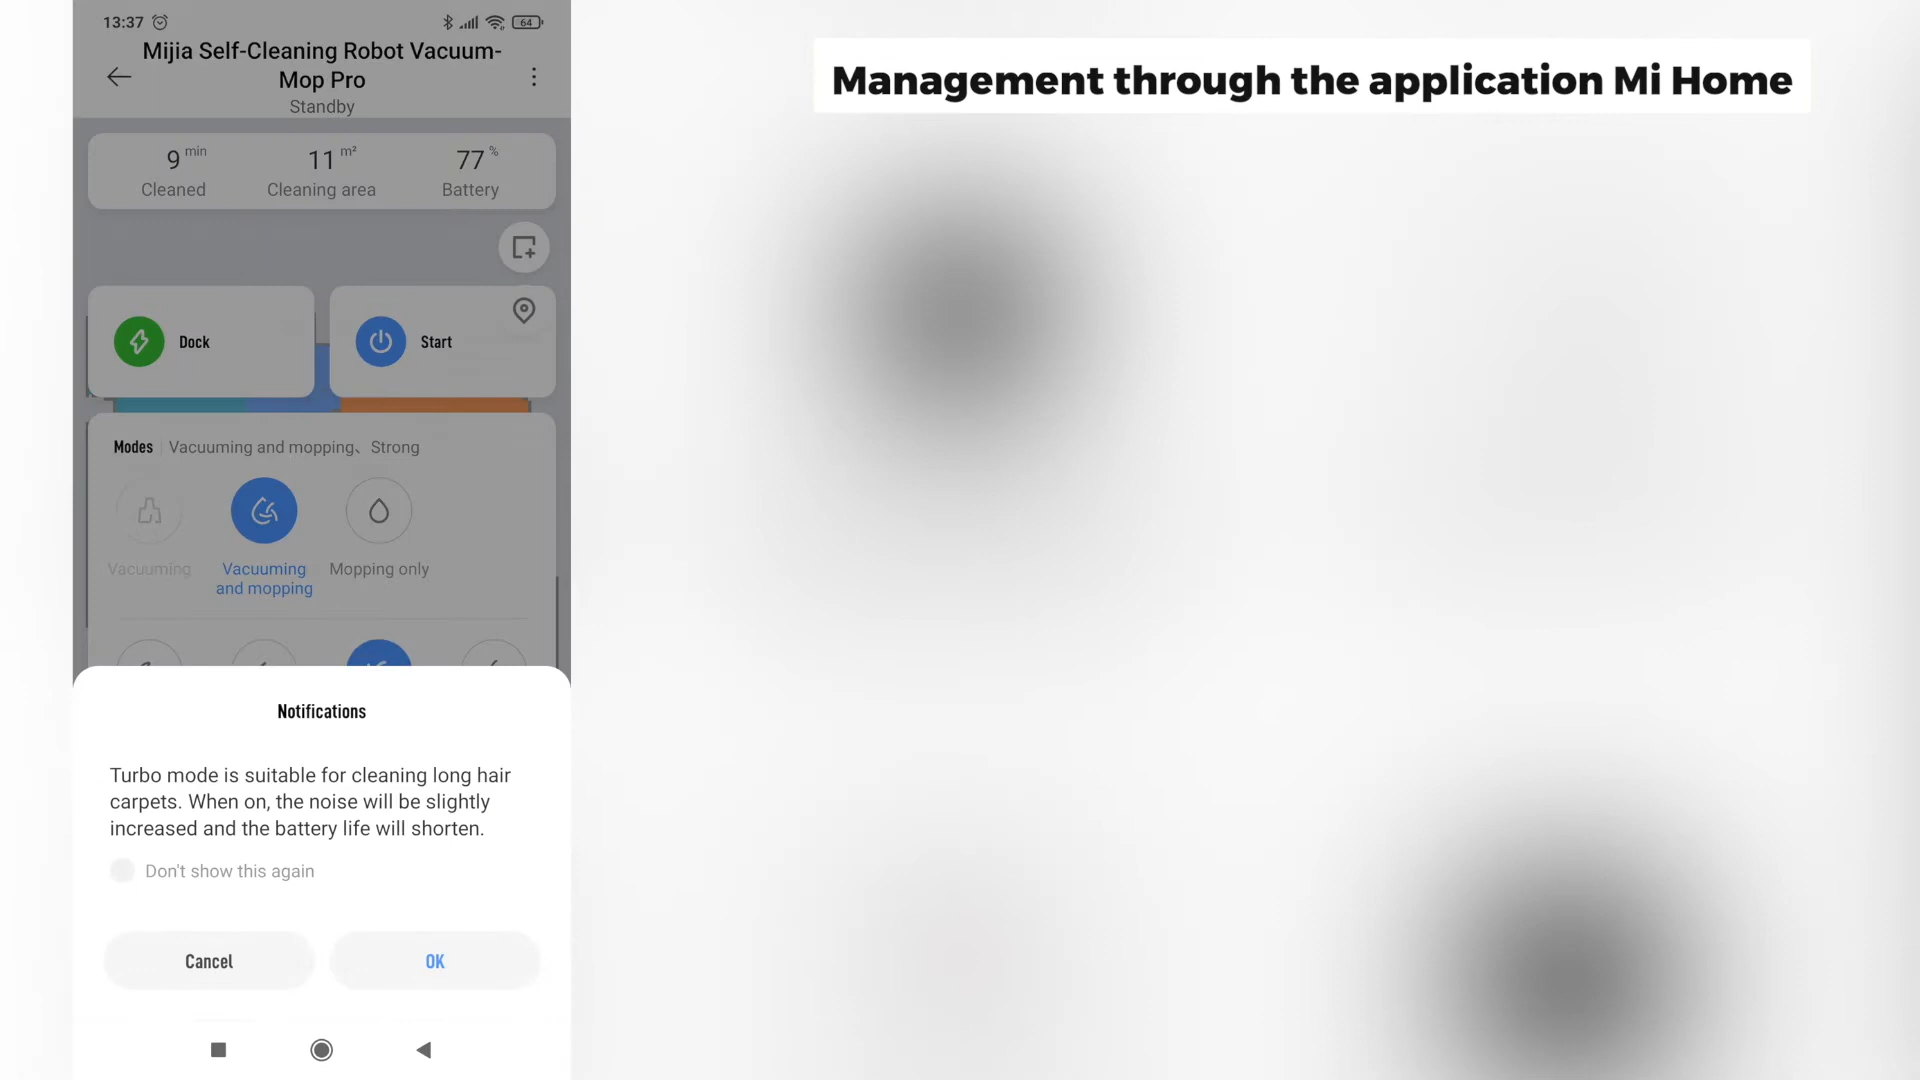 13:37
64
Mijia Self-Cleaning Robot Vacuum-
Mop Pro
Standby
9 min
11 m²
77 %
Cleaned
Cleaning area
Battery
Dock
Start
Modes
Vacuuming and mopping、Strong
Vacuuming
Vacuuming
and mopping
Mopping only
Notifications
Turbo mode is suitable for cleaning long hair
carpets. When on, the noise will be slightly
increased and the battery life will shorten.
Don't show this again
Cancel
OK
Management through the application Mi Home